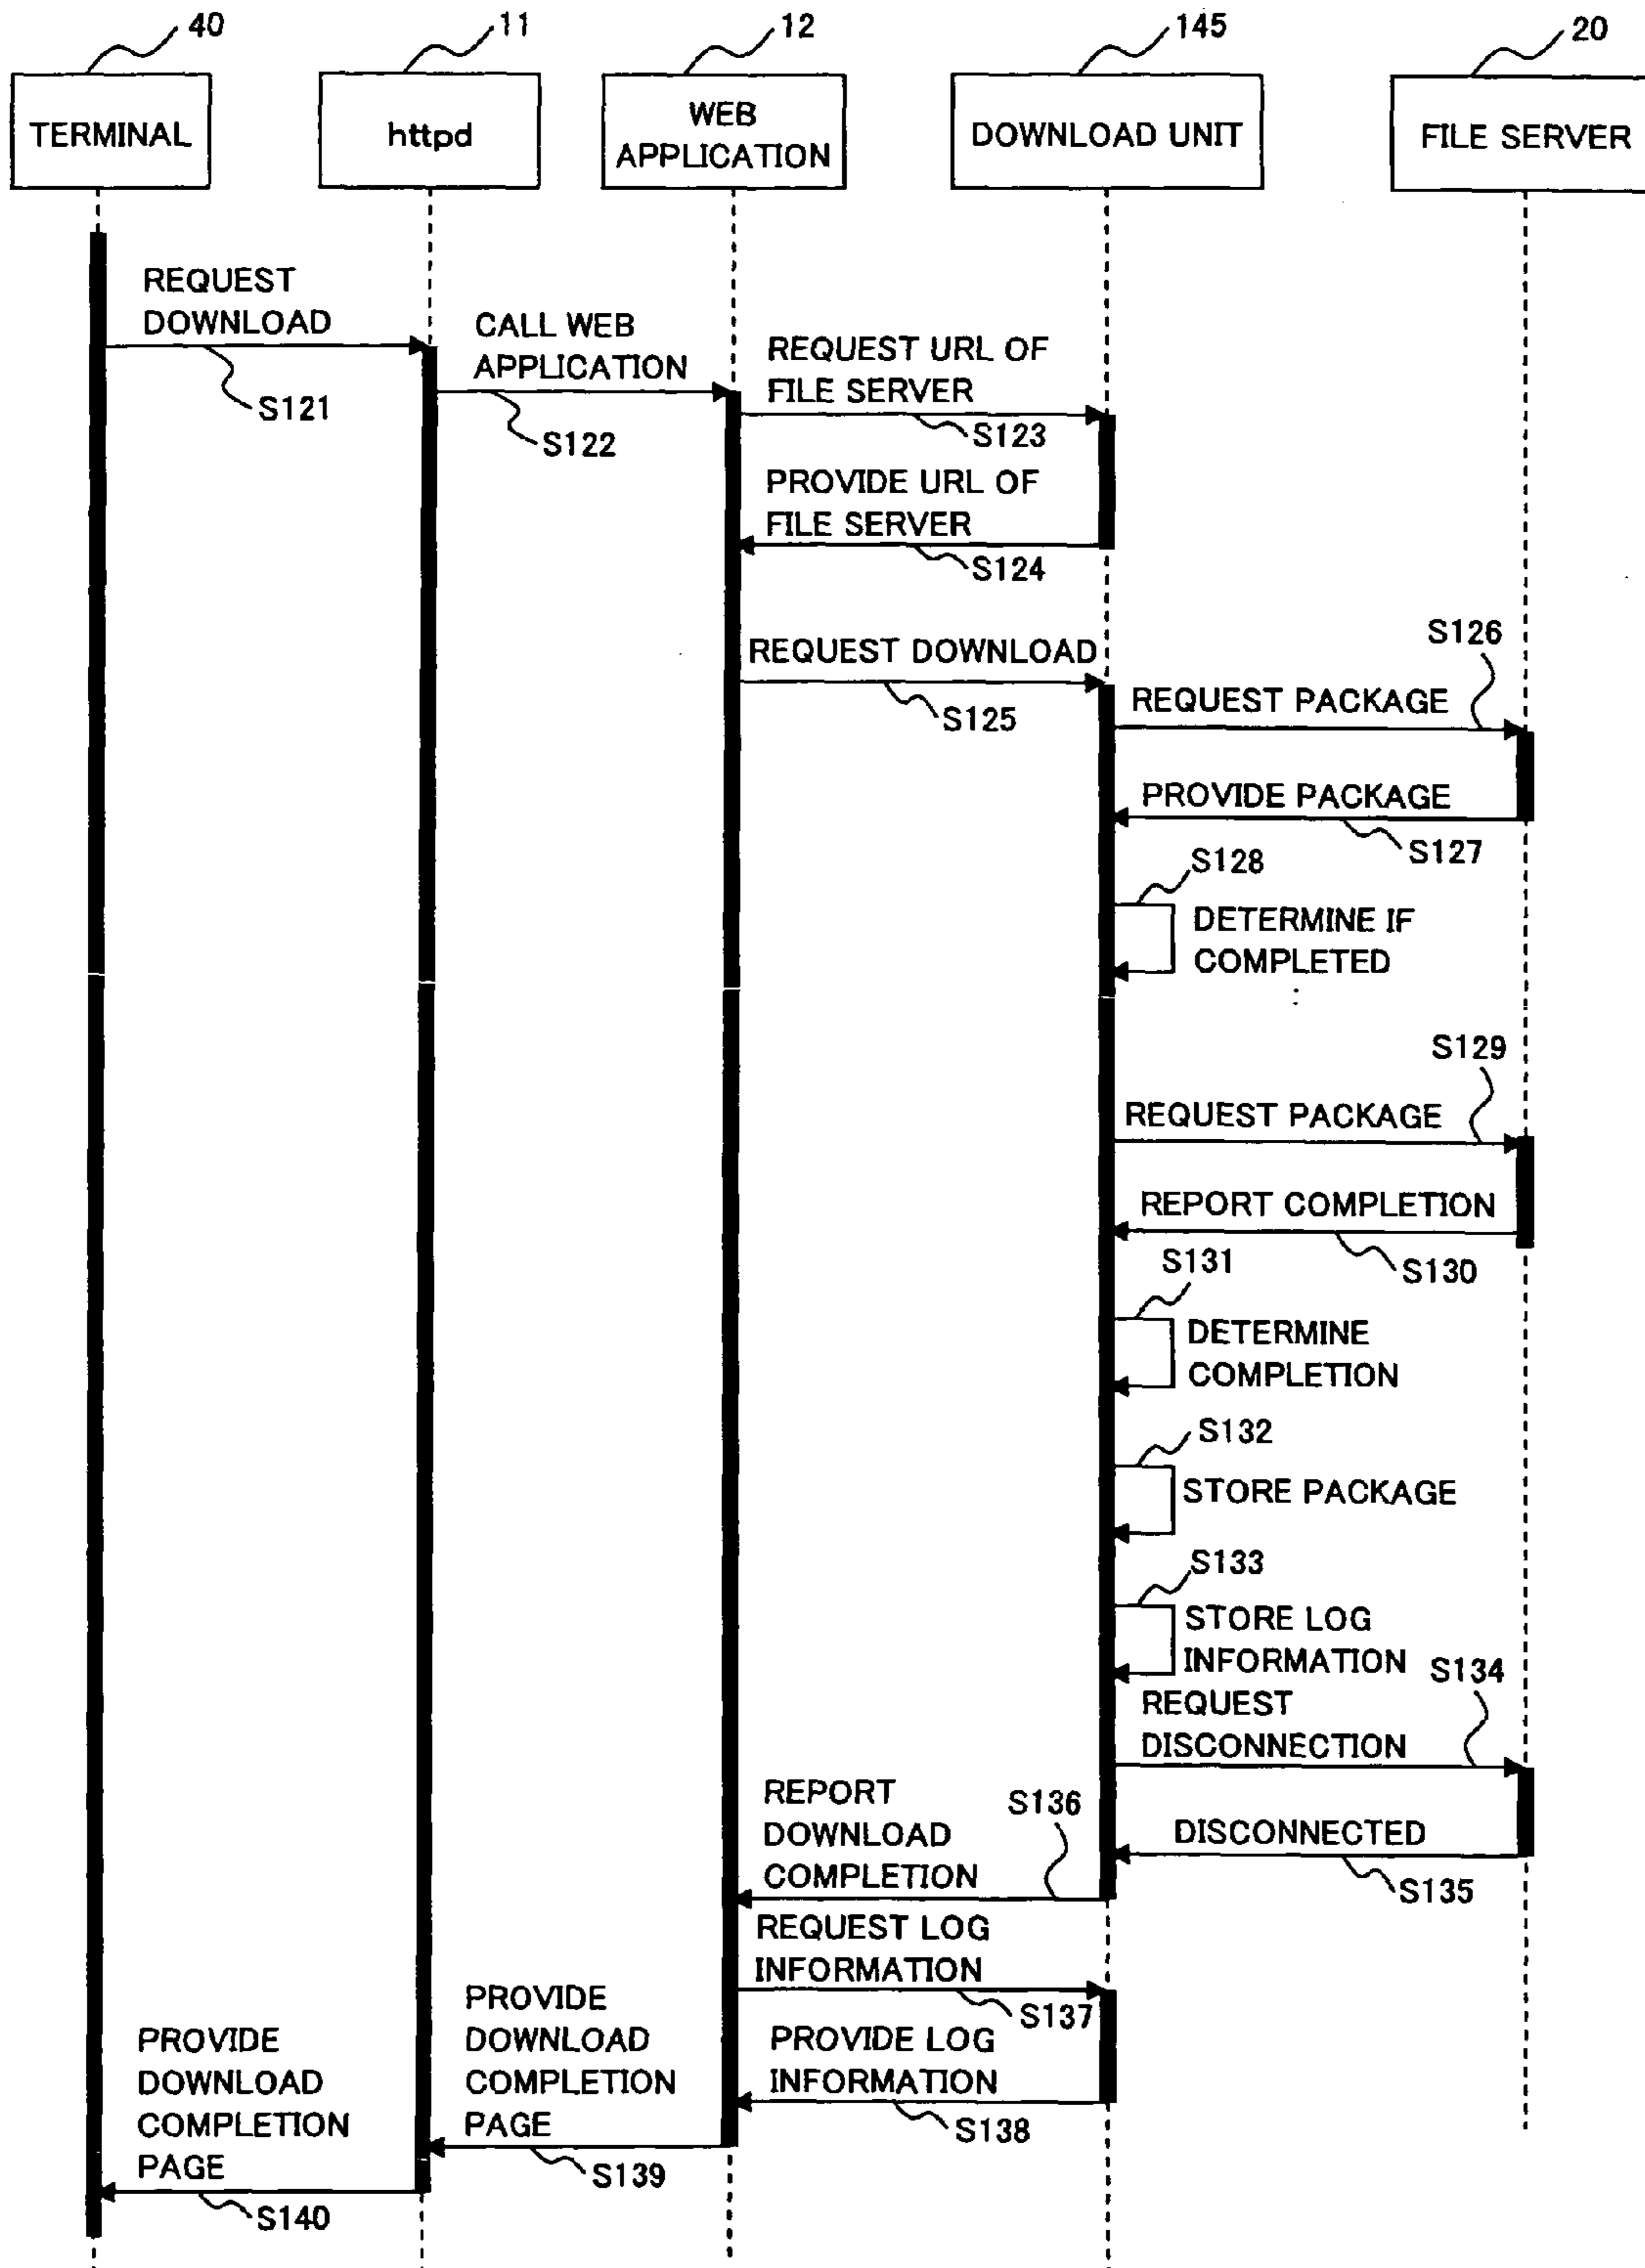 40
11
12
145
20
TERMINAL
httpd
WEB
APPLICATION
DOWNLOAD UNIT
FILE SERVER
REQUEST
DOWNLOAD
S121
CALL WEB
APPLICATION
S122
REQUEST URL OF
FILE SERVER
S123
PROVIDE URL OF
FILE SERVER
S124
REQUEST DOWNLOAD
S125
S126
REQUEST PACKAGE
PROVIDE PACKAGE
S127
S128
DETERMINE IF
COMPLETED
S129
REQUEST PACKAGE
REPORT COMPLETION
S130
S131
DETERMINE
COMPLETION
S132
STORE PACKAGE
S133
STORE LOG
INFORMATION
S134
REQUEST
DISCONNECTION
DISCONNECTED
S135
REPORT
DOWNLOAD
COMPLETION
S136
REQUEST LOG
INFORMATION
S137
PROVIDE LOG
INFORMATION
S138
PROVIDE
DOWNLOAD
COMPLETION
PAGE
S139
PROVIDE
DOWNLOAD
COMPLETION
PAGE
S140